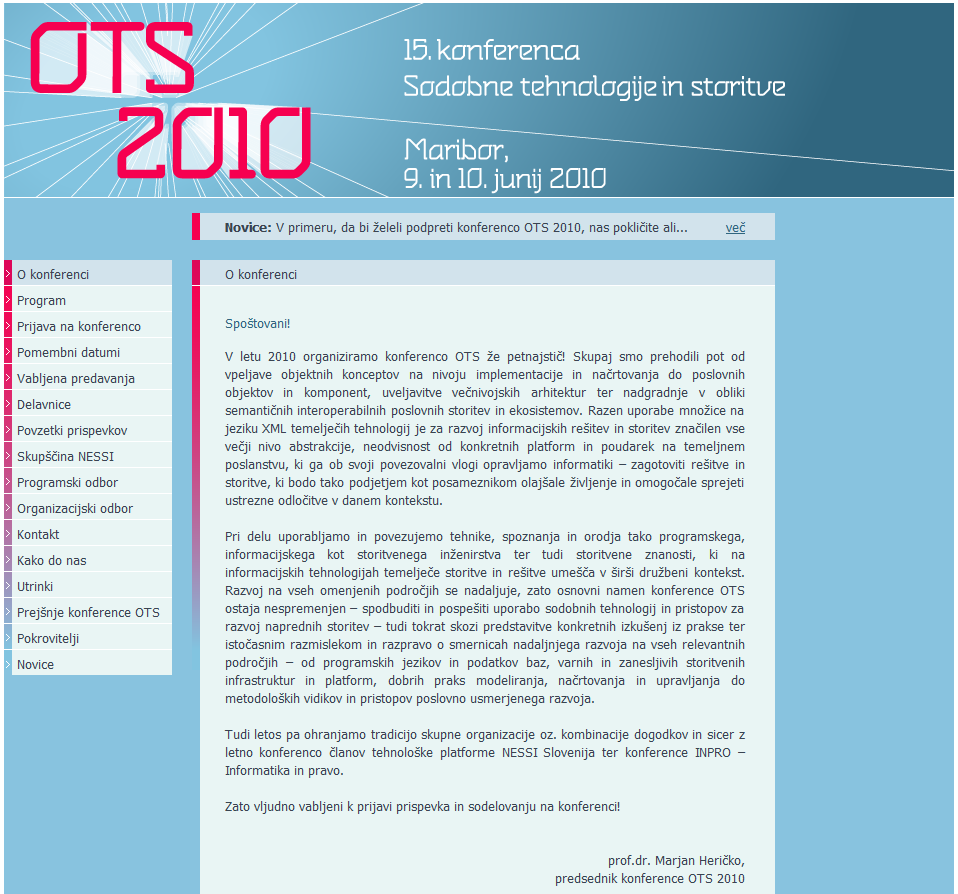 OTS
2010
15. konferenca
Sodobne tehnologije in storitve
Maribor,
9. in 10. junij 2010
Novice: V primeru, da bi želeli podpreti konferenco OTS 2010, nas pokličite ali... več
O konferenci
Program
Prijava na konferenco
Pomembni datumi
Vabljena predavanja
Delavnice
Povzetki prispevkov
Skupščina NESSI
Programski odbor
Organizacijski odbor
Kontakt
Kako do nas
Utrinki
Prejšnje konference OTS
Pokrovitelji
Novice
O konferenci
Spoštovani!
V letu 2010 organiziramo konferenco OTS že petnajstič! Skupaj smo prehodili pot od
vpeljave objektnih konceptov na nivoju implementacije in načrtovanja do poslovnih
objektov in komponent, uveljavitve večnivojskih arhitektur ter nadgradnje v obliki
semantičnih interoperabilnih poslovnih storitev in ekosistemov. Razen uporabe množice na
jeziku XML temelječih tehnologij je za razvoj informacijskih rešitev in storitev značilen vse
večji nivo abstrakcije, neodvisnost od konkretnih platform in poudarek na temeljnem
poslanstvu, ki ga ob svoji povezovalni vlogi opravljamo informatiki – zagotoviti rešitve in
storitve, ki bodo tako podjetjem kot posameznikom olajšale življenje in omogočale sprejeti
ustrezne odločitve v danem kontekstu.
Pri delu uporabljamo in povezujemo tehnike, spoznanja in orodja tako programskega,
informacijskega kot storitvenega inženirstva ter tudi storitvene znanosti, ki na
informacijskih tehnologijah temelječe storitve in rešitve umešča v širši družbeni kontekst.
Razvoj na vseh omenjenih področjih se nadaljuje, zato osnovni namen konference OTS
ostaja nespremenjen – spodbuditi in pospešiti uporabo sodobnih tehnologij in pristopov za
razvoj naprednih storitev – tudi tokrat skozi predstavitve konkretnih izkušenj iz prakse ter
istočasnim razmislekom in razpravo o smernicah nadaljnjega razvoja na vseh relevantnih
področjih – od programskih jezikov in podatkov baz, varnih in zanesljivih storitvenih
infrastruktur in platform, dobrih praks modeliranja, načrtovanja in upravljanja do
metodoloških vidikov in pristopov poslovno usmerjenega razvoja.
Tudi letos pa ohranjamo tradicijo skupne organizacije oz. kombinacije dogodkov in sicer z
letno konferenco članov tehnološke platforme NESSI Slovenija ter konference INPRO –
Informatika in pravo.
Zato vljudno vabljeni k prijavi prispevka in sodelovanju na konferenci!
prof.dr. Marjan Heričko,
predsednik konference OTS 2010